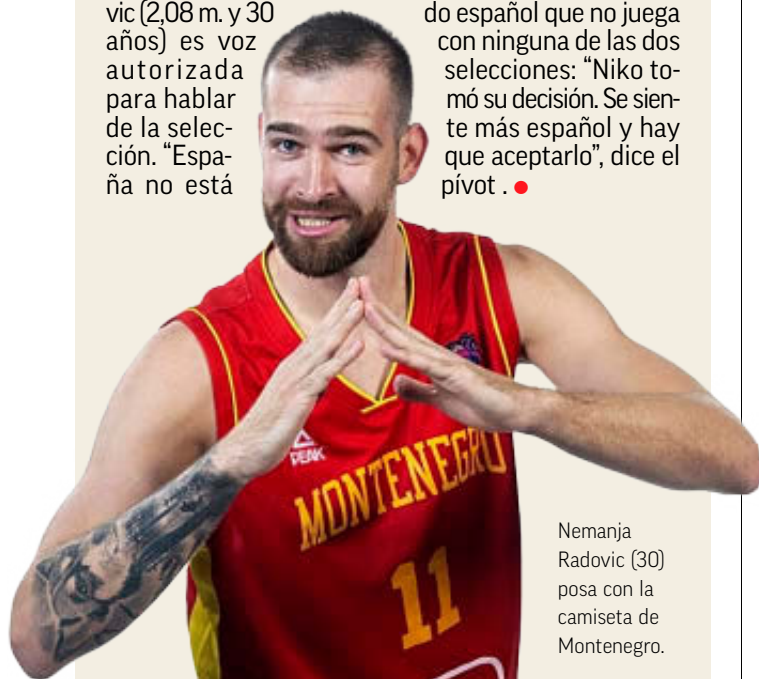 vic (2,08 m. y 30
años) es voz
autorizada
para hablar
de la selec-
ción. “Espa-
ña no está
do español que no juega
con ninguna de las dos
selecciones: “Niko to-
mó su decisión. Se sien-
te más español y hay
que aceptarlo”, dice el
pívot .
PEAK
MONTENEGRO
11
Nemanja
Radovic (30)
posa con la
camiseta de
Montenegro.